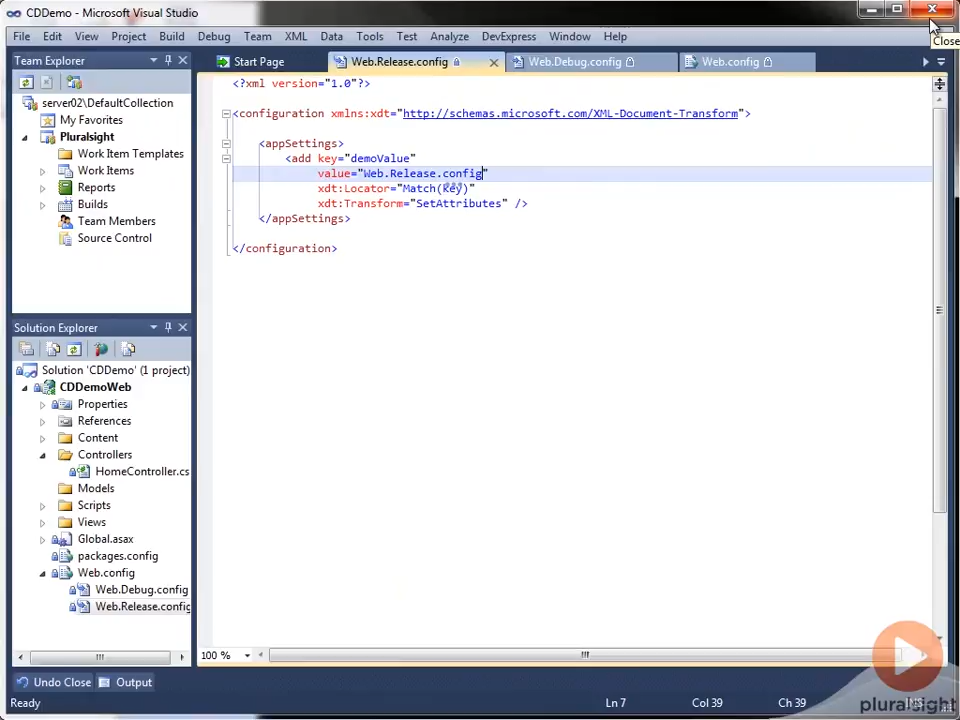 CDDemo - Microsoft Visual Studio
File Edit View Project Build Debug Team XML Data Tools Test Analyze DevExpress Window Help
Close
Team Explorer
server02\DefaultCollection
My Favorites
Pluralsight
Work Item Templates
Work Items
Reports
Builds
Team Members
Source Control
Solution Explorer
Solution 'CDDemo' (1 project)
CDDemoWeb
Properties
References
Content
Controllers
HomeController.cs
Models
Scripts
Views
Global.asax
packages.config
Web.config
Web.Debug.config
Web.Release.config
Undo Close Output
Start Page Web.Release.config Web.Debug.config Web.config
<?xml version="1.0"?>
<configuration xmlns:xdt="http://schemas.microsoft.com/XML-Document-Transform">
<appSettings>
<add key="demoValue"
value="Web.Release.config"
xdt:Locator="Match(key)"
xdt:Transform="SetAttributes" />
</appSettings>
</configuration>
100 %
Ready Ln 7 Col 39 Ch 39
pluralsight